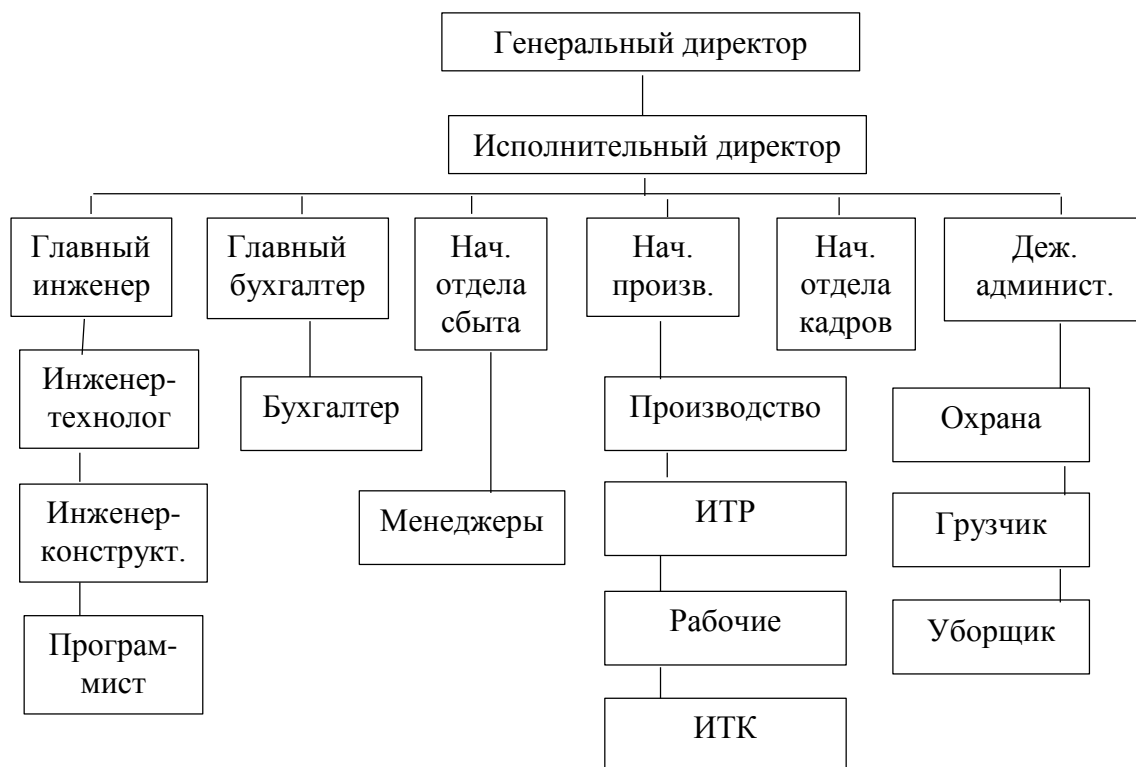 Генеральный директор
Исполнительный директор
Главный
инженер
Главный
бухгалтер
Нач.
отдела
сбыта
Нач.
произв.
Нач.
отдела
кадров
Деж.
админист.
Инженер-
технолог
Бухгалтер
Производство
Охрана
Инженер-
конструкт.
Менеджеры
ИТР
Грузчик
Програм-
мист
Рабочие
Уборщик
ИТК